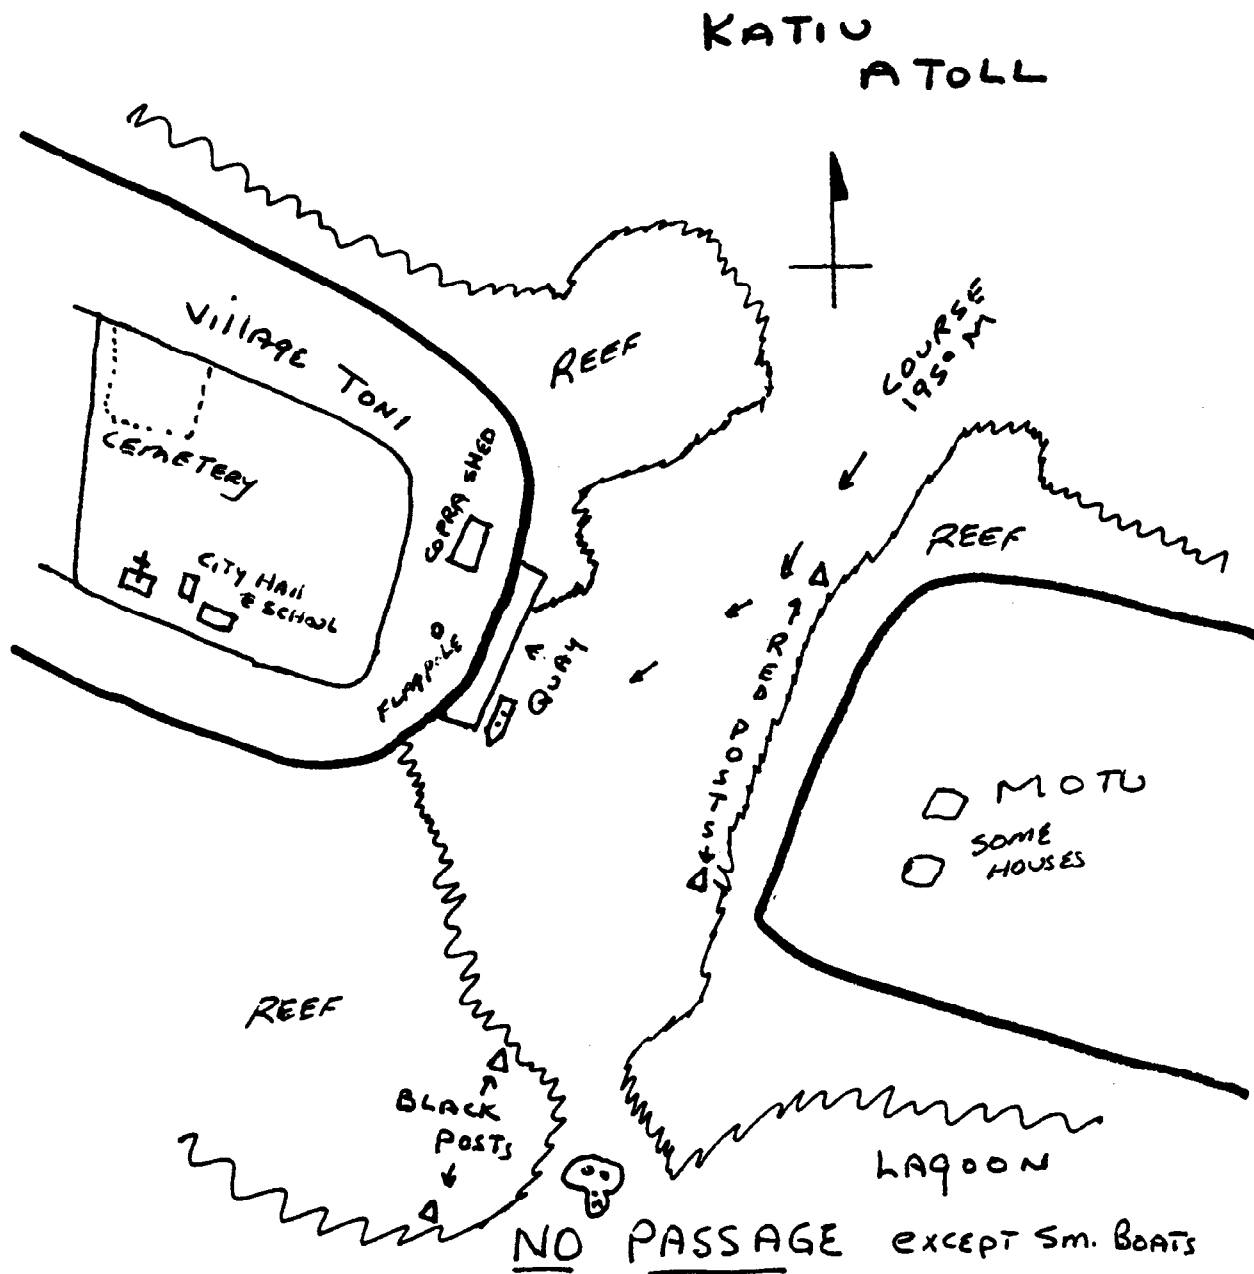 KATIU
ATOLL
COURSE
195° M
REEF
VillAGE TONI
CEMETERY
COPRA SHED
CiTY HAll
& SCHOOL
FLAGPOLE
QUAY
REEF
RED POSTS
MOTU
SOME
HOUSES
REEF
BLACK
POSTS
LAGOON
NO PASSAGE EXCEPT Sm. BOATS